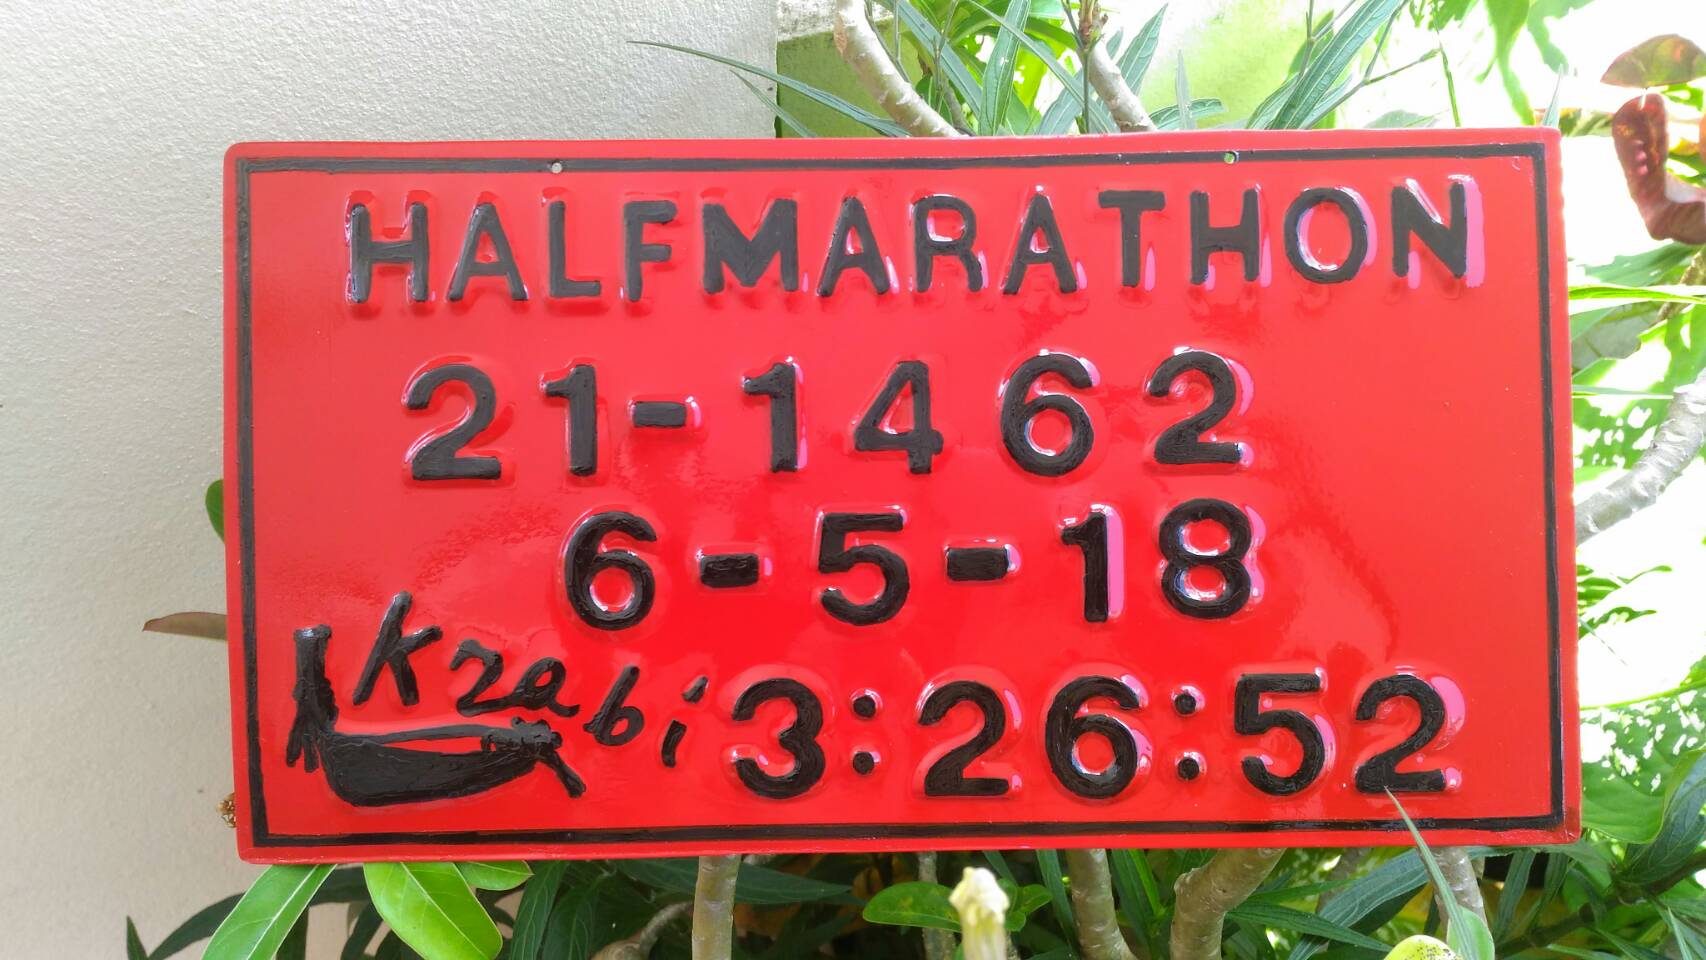 HALFMARATHON
21-1462
6-5-18
Krabi 3:26:52